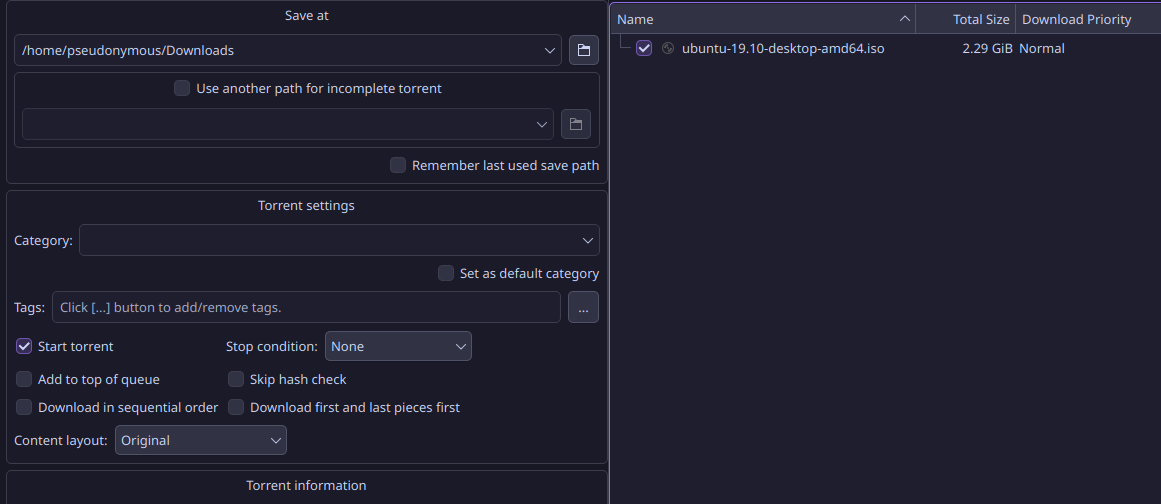 Save at
/home/pseudonymous/Downloads
Use another path for incomplete torrent
Remember last used save path
Torrent settings
Category:
Set as default category
Tags: Click [...] button to add/remove tags. ...
Start torrent Stop condition: None
Add to top of queue Skip hash check
Download in sequential order Download first and last pieces first
Content layout: Original
Torrent information
Name Total Size Download Priority
ubuntu-19.10-desktop-amd64.iso 2.29 GiB Normal